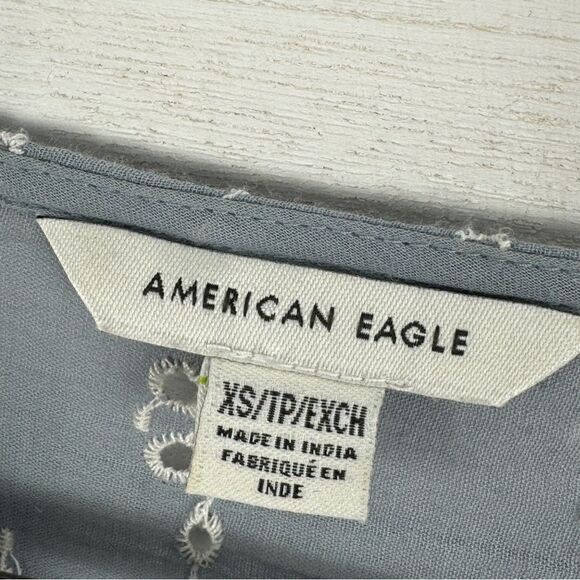 AMERICAN EAGLE
XS/TP/EXCH
MADE IN INDIA
FABRIQUÉ EN
INDE